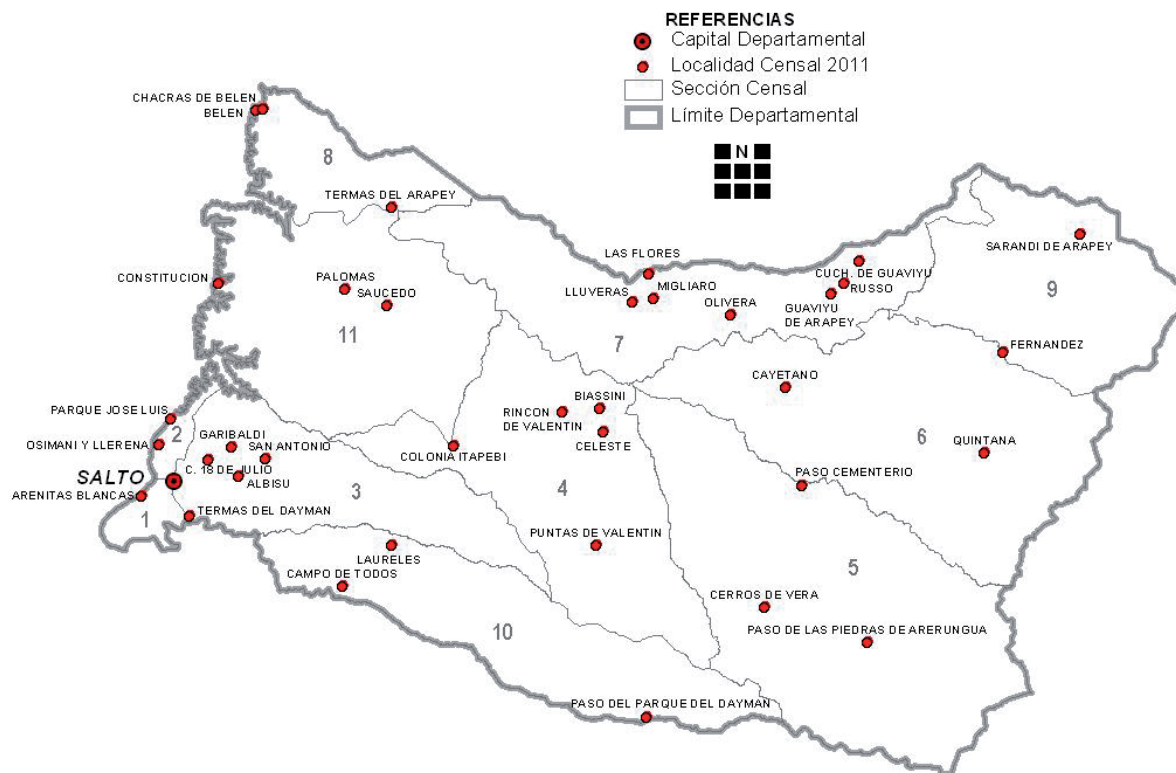 REFERENCIAS
Capital Departamental
Localidad Censal 2011
Sección Censal
Límite Departamental
N
CHACRAS DE BELEN
BELEN
8
TERMAS DEL ARAPEY
SARANDI DE ARAPEY
LAS FLORES
CONSTITUCION
PALOMAS
SAUCEDO
LLUVERAS
MIGLIARO
OLIVERA
CUCH. DE GUAVIYU
RUSSO
GUAVIYU
DE ARAPEY
9
11
7
FERNANDEZ
CAYETANO
PARQUE JOSE LUIS
2
GARIBALDI
BIASSINI
RINCON
DE VALENTIN
CELESTE
6
OSIMANI Y LLERENA
SAN ANTONIO
COLONIA ITAPEBI
QUINTANA
SALTO
C. 18 DE JULIO
ALBISU
PASO CEMENTERIO
ARENITAS BLANCAS
3
4
1
TERMAS DEL DAYMAN
PUNTAS DE VALENTIN
LAURELES
5
CAMPO DE TODOS
CERROS DE VERA
10
PASO DE LAS PIEDRAS DE ARERUNGUA
PASO DEL PARQUE DEL DAYMAN